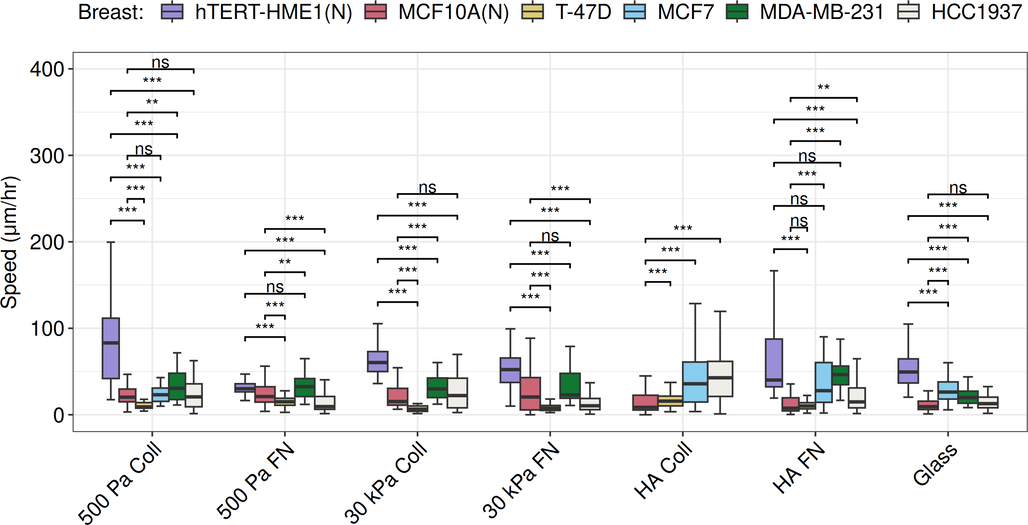 Breast: hTERT-HME1(N) MCF10A(N) T-47D MCF7 MDA-MB-231 HCC1937
Speed (μm/hr)
400
300
200
100
0
ns
***
**
***
ns
***
***
***
***
***
**
ns
***
***
ns
***
***
***
***
***
***
***
ns
***
***
***
***
***
***
**
***
***
ns
***
ns
ns
***
ns
***
***
***
***
***
500 Pa Coll
500 Pa FN
30 kPa Coll
30 kPa FN
HA Coll
HA FN
Glass